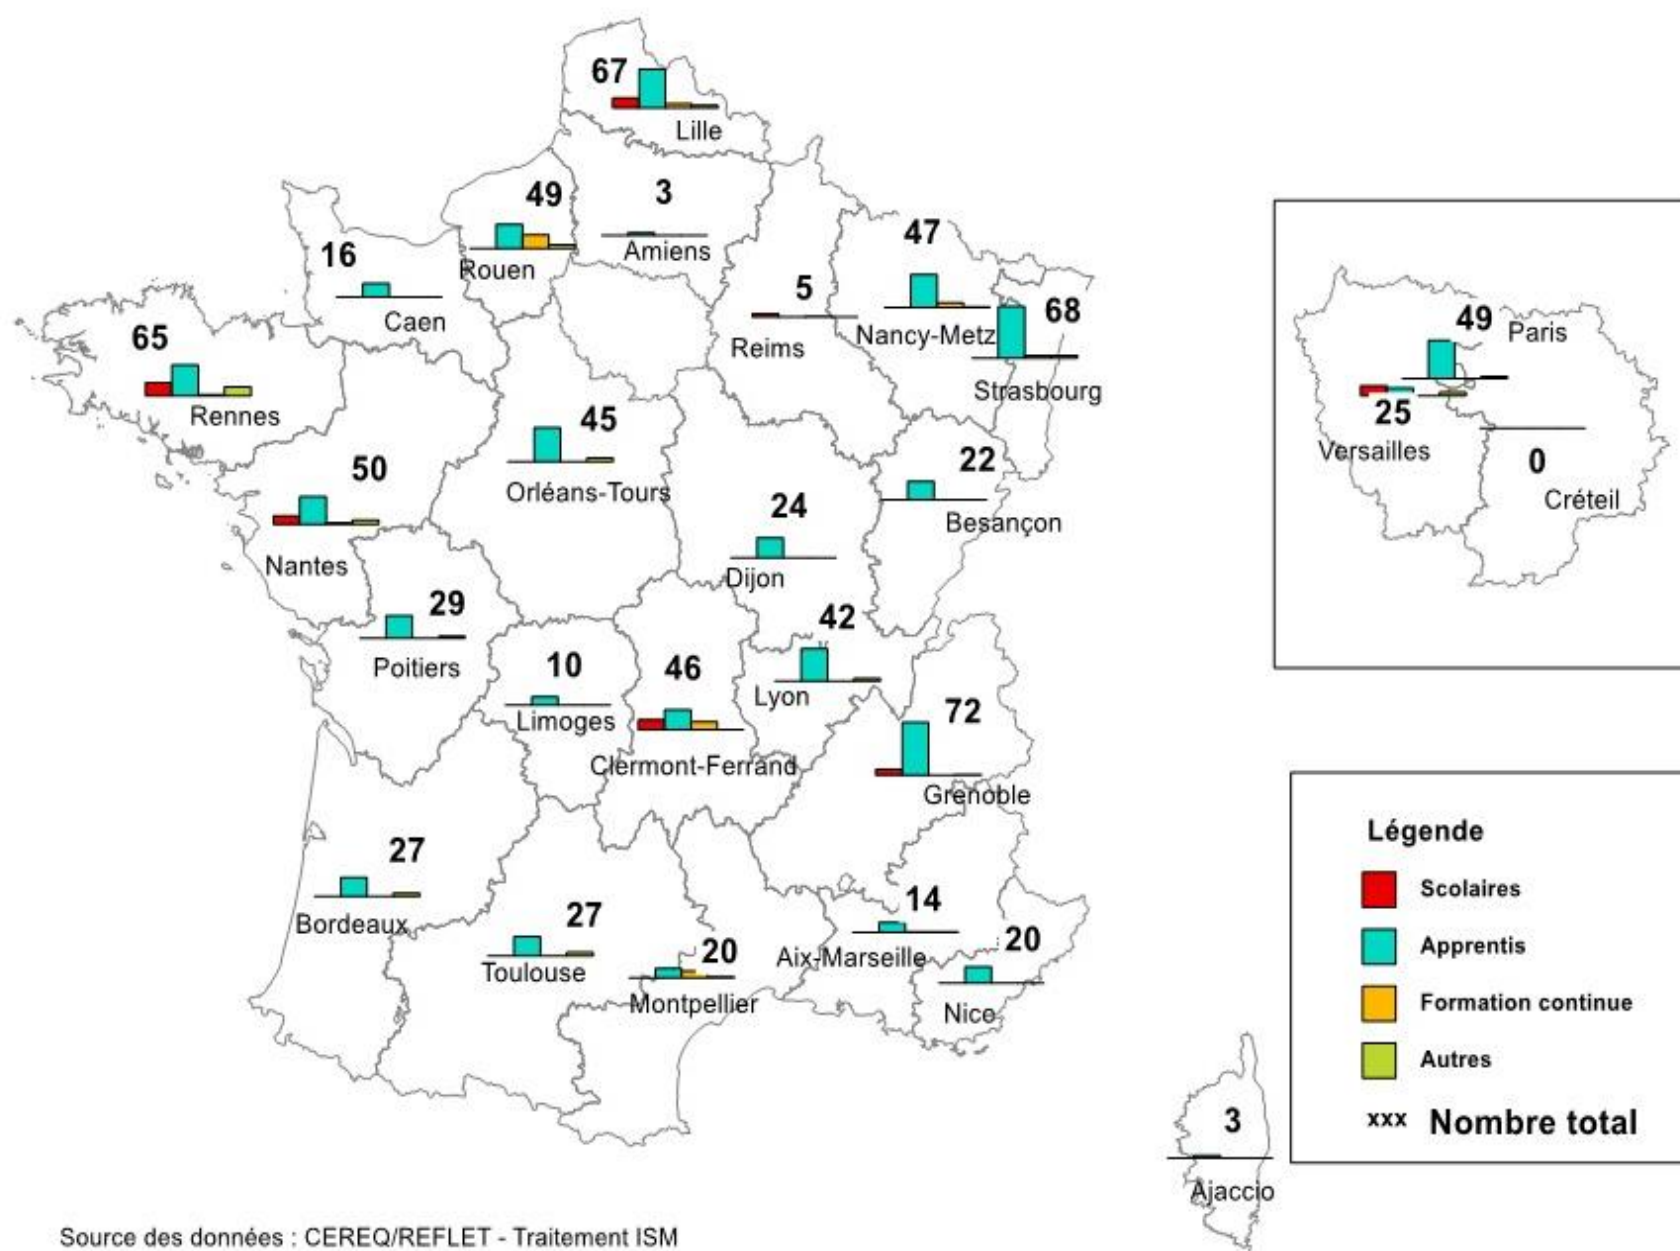 67
Lille
49
Rouen
3
Amiens
47
Nancy-Metz
16
Caen
5
Reims
68
Strasbourg
65
Rennes
45
Orléans-Tours
22
Besançon
50
Nantes
24
Dijon
29
Poitiers
42
Lyon
10
Limoges
46
Clermont-Ferrand
72
Grenoble
27
Bordeaux
27
Toulouse
20
Montpellier
14
Aix-Marseille
20
Nice
3
Ajaccio
49
Paris
25
Versailles
0
Créteil
Légende
Scolaires
Apprentis
Formation continue
Autres
xxx Nombre total
Source des données : CEREQ/REFLET - Traitement ISM